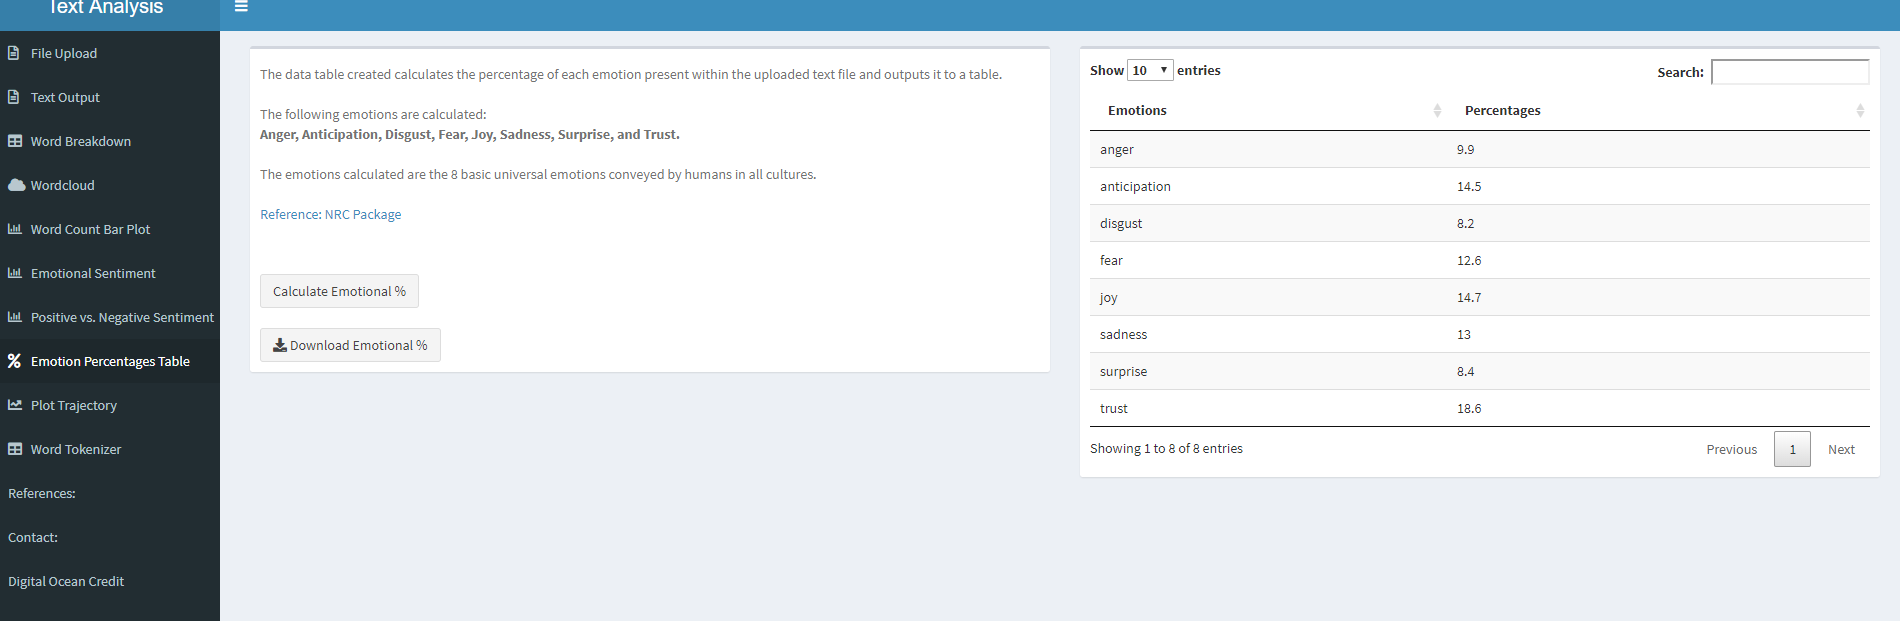 Text Analysis
File Upload
Text Output
Word Breakdown
Wordcloud
Word Count Bar Plot
Emotional Sentiment
Positive vs. Negative Sentiment
Emotion Percentages Table
Plot Trajectory
Word Tokenizer
References:
Contact:
Digital Ocean Credit
The data table created calculates the percentage of each emotion present within the uploaded text file and outputs it to a table.
The following emotions are calculated:
Anger, Anticipation, Disgust, Fear, Joy, Sadness, Surprise, and Trust.
The emotions calculated are the 8 basic universal emotions conveyed by humans in all cultures.
Reference: NRC Package
Calculate Emotional %
Download Emotional %
Show 10 entries
Search:
Emotions Percentages
anger 9.9
anticipation 14.5
disgust 8.2
fear 12.6
joy 14.7
sadness 13
surprise 8.4
trust 18.6
Showing 1 to 8 of 8 entries
Previous 1 Next